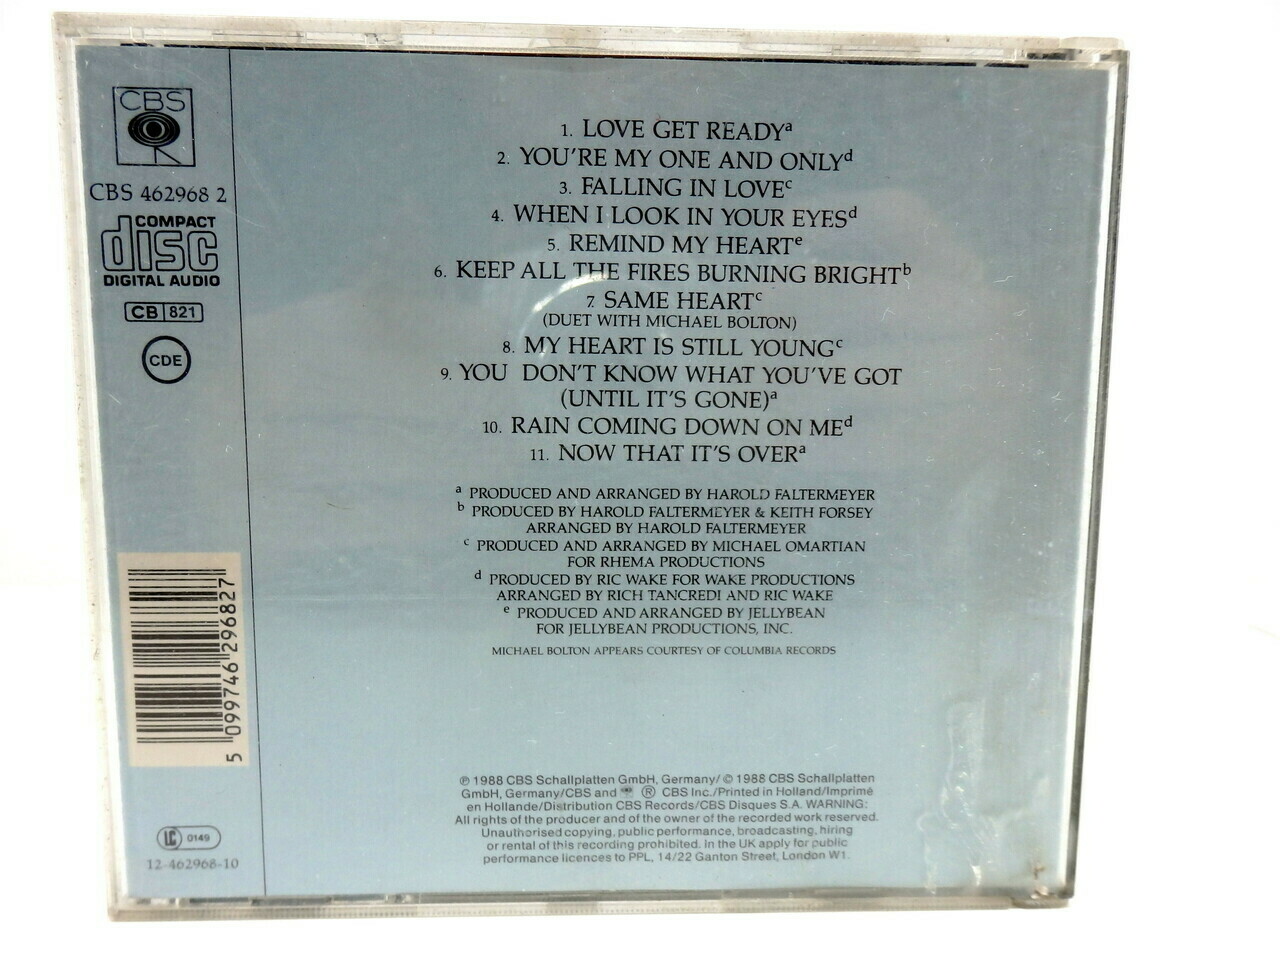 CBS
CBS 462968 2
COMPACT
disc
DIGITAL AUDIO
CB 821
CDE
1. LOVE GET READYᵃ
2. YOU'RE MY ONE AND ONLYᵈ
3. FALLING IN LOVEᶜ
4. WHEN I LOOK IN YOUR EYESᵈ
5. REMIND MY HEARTᵉ
6. KEEP ALL THE FIRES BURNING BRIGHTᵇ
7. SAME HEARTᶜ
(DUET WITH MICHAEL BOLTON)
8. MY HEART IS STILL YOUNGᶜ
9. YOU DON'T KNOW WHAT YOU'VE GOT
(UNTIL IT'S GONE)ᵃ
10. RAIN COMING DOWN ON MEᵈ
11. NOW THAT IT'S OVERᵃ
ᵃ PRODUCED AND ARRANGED BY HAROLD FALTERMEYER
ᵇ PRODUCED BY HAROLD FALTERMEYER & KEITH FORSEY
ARRANGED BY HAROLD FALTERMEYER
ᶜ PRODUCED AND ARRANGED BY MICHAEL OMARTIAN
FOR RHEMA PRODUCTIONS
ᵈ PRODUCED BY RIC WAKE FOR WAKE PRODUCTIONS
ARRANGED BY RICH TANCREDI AND RIC WAKE
ᵉ PRODUCED AND ARRANGED BY JELLYBEAN
FOR JELLYBEAN PRODUCTIONS, INC.
MICHAEL BOLTON APPEARS COURTESY OF COLUMBIA RECORDS
℗ 1988 CBS Schallplatten GmbH, Germany/ © 1988 CBS Schallplatten
GmbH, Germany/CBS and ® CBS Inc./Printed in Holland/Imprimé
en Hollande/Distribution CBS Records/CBS Disques S.A. WARNING:
All rights of the producer and of the owner of the recorded work reserved.
Unauthorised copying, public performance, broadcasting, hiring
or rental of this recording prohibited. In the UK apply for public
performance licences to PPL, 14/22 Ganton Street, London W1.
5 099746 296827
LC 0149
12-462968-10